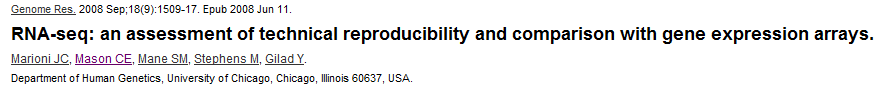 Genome Res. 2008 Sep;18(9):1509-17. Epub 2008 Jun 11.
RNA-seq: an assessment of technical reproducibility and comparison with gene expression arrays.
Marioni JC, Mason CE, Mane SM, Stephens M, Gilad Y.
Department of Human Genetics, University of Chicago, Chicago, Illinois 60637, USA.